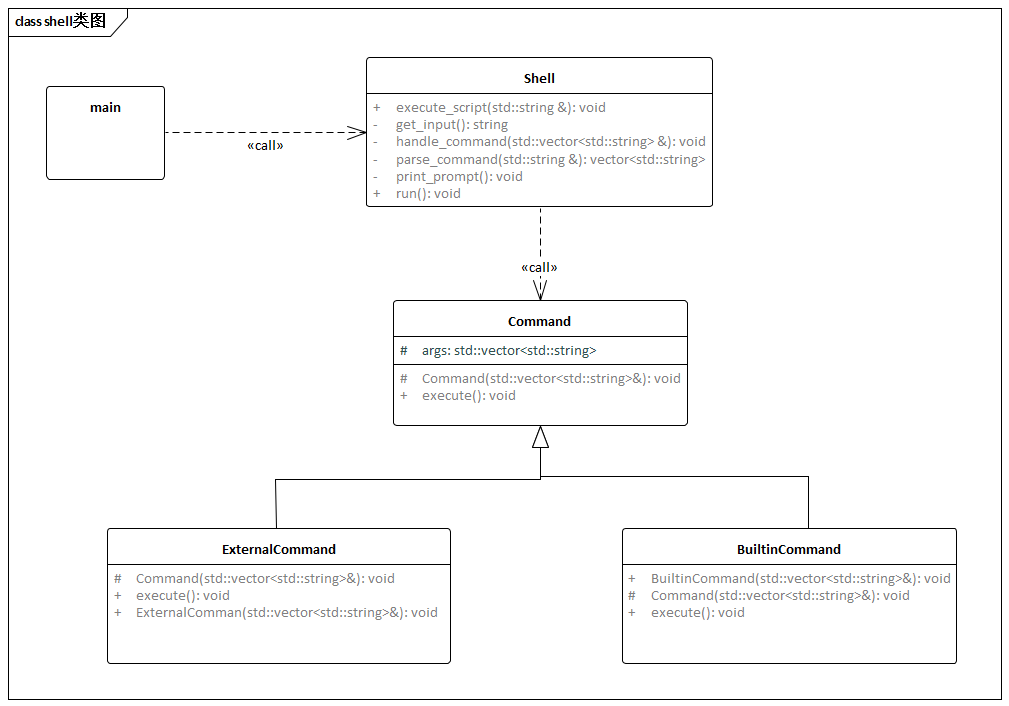 class shell类图
main
«call»
Shell
+ execute_script(std::string &): void
- get_input(): string
- handle_command(std::vector<std::string> &): void
- parse_command(std::string &): vector<std::string>
- print_prompt(): void
+ run(): void
«call»
Command
# args: std::vector<std::string>
# Command(std::vector<std::string>&): void
+ execute(): void
ExternalCommand
# Command(std::vector<std::string>&): void
+ execute(): void
+ ExternalComman(std::vector<std::string>&): void
BuiltinCommand
+ BuiltinCommand(std::vector<std::string>&): void
# Command(std::vector<std::string>&): void
+ execute(): void